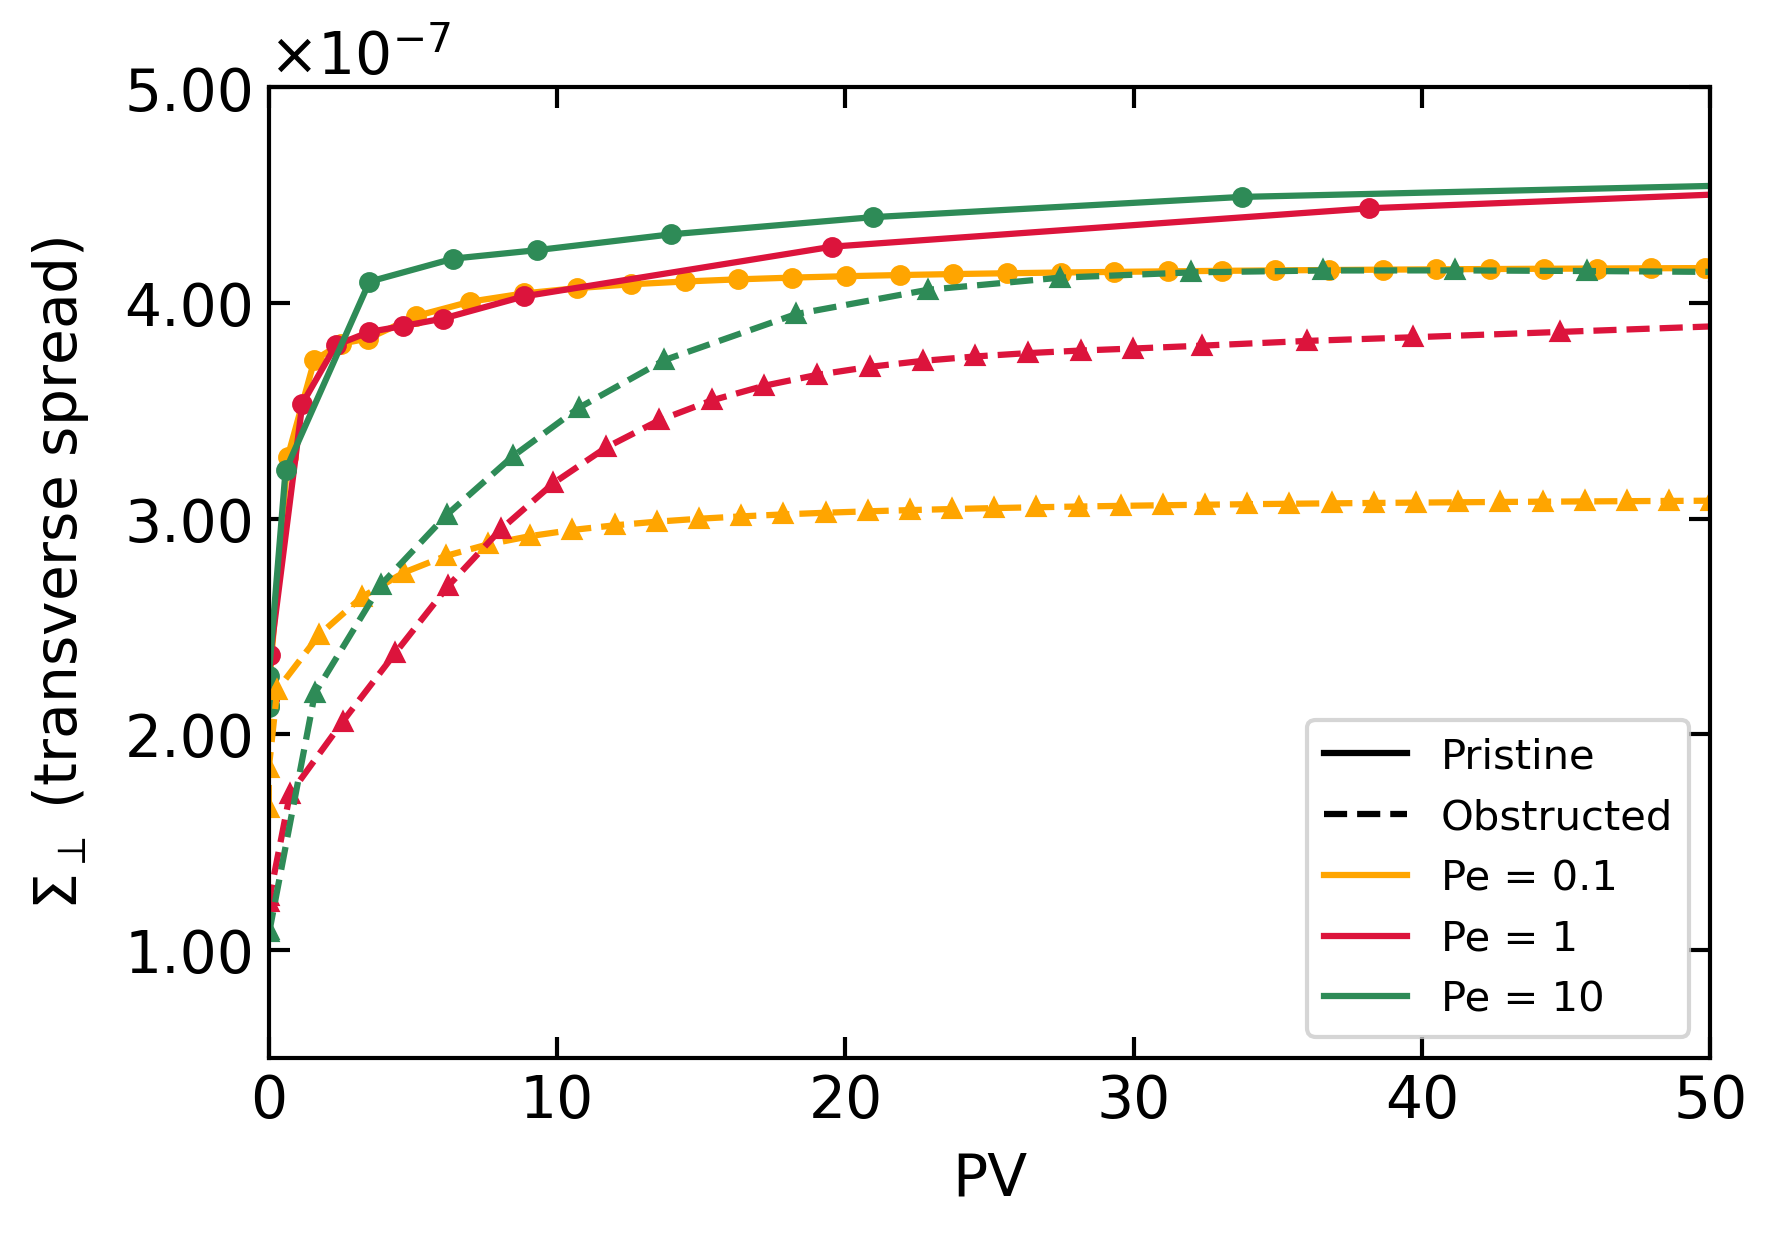 ×10⁻⁷
5.00
4.00
3.00
2.00
1.00
Σ⊥ (transverse spread)
0 10 20 30 40 50
PV
Pristine
Obstructed
Pe = 0.1
Pe = 1
Pe = 10